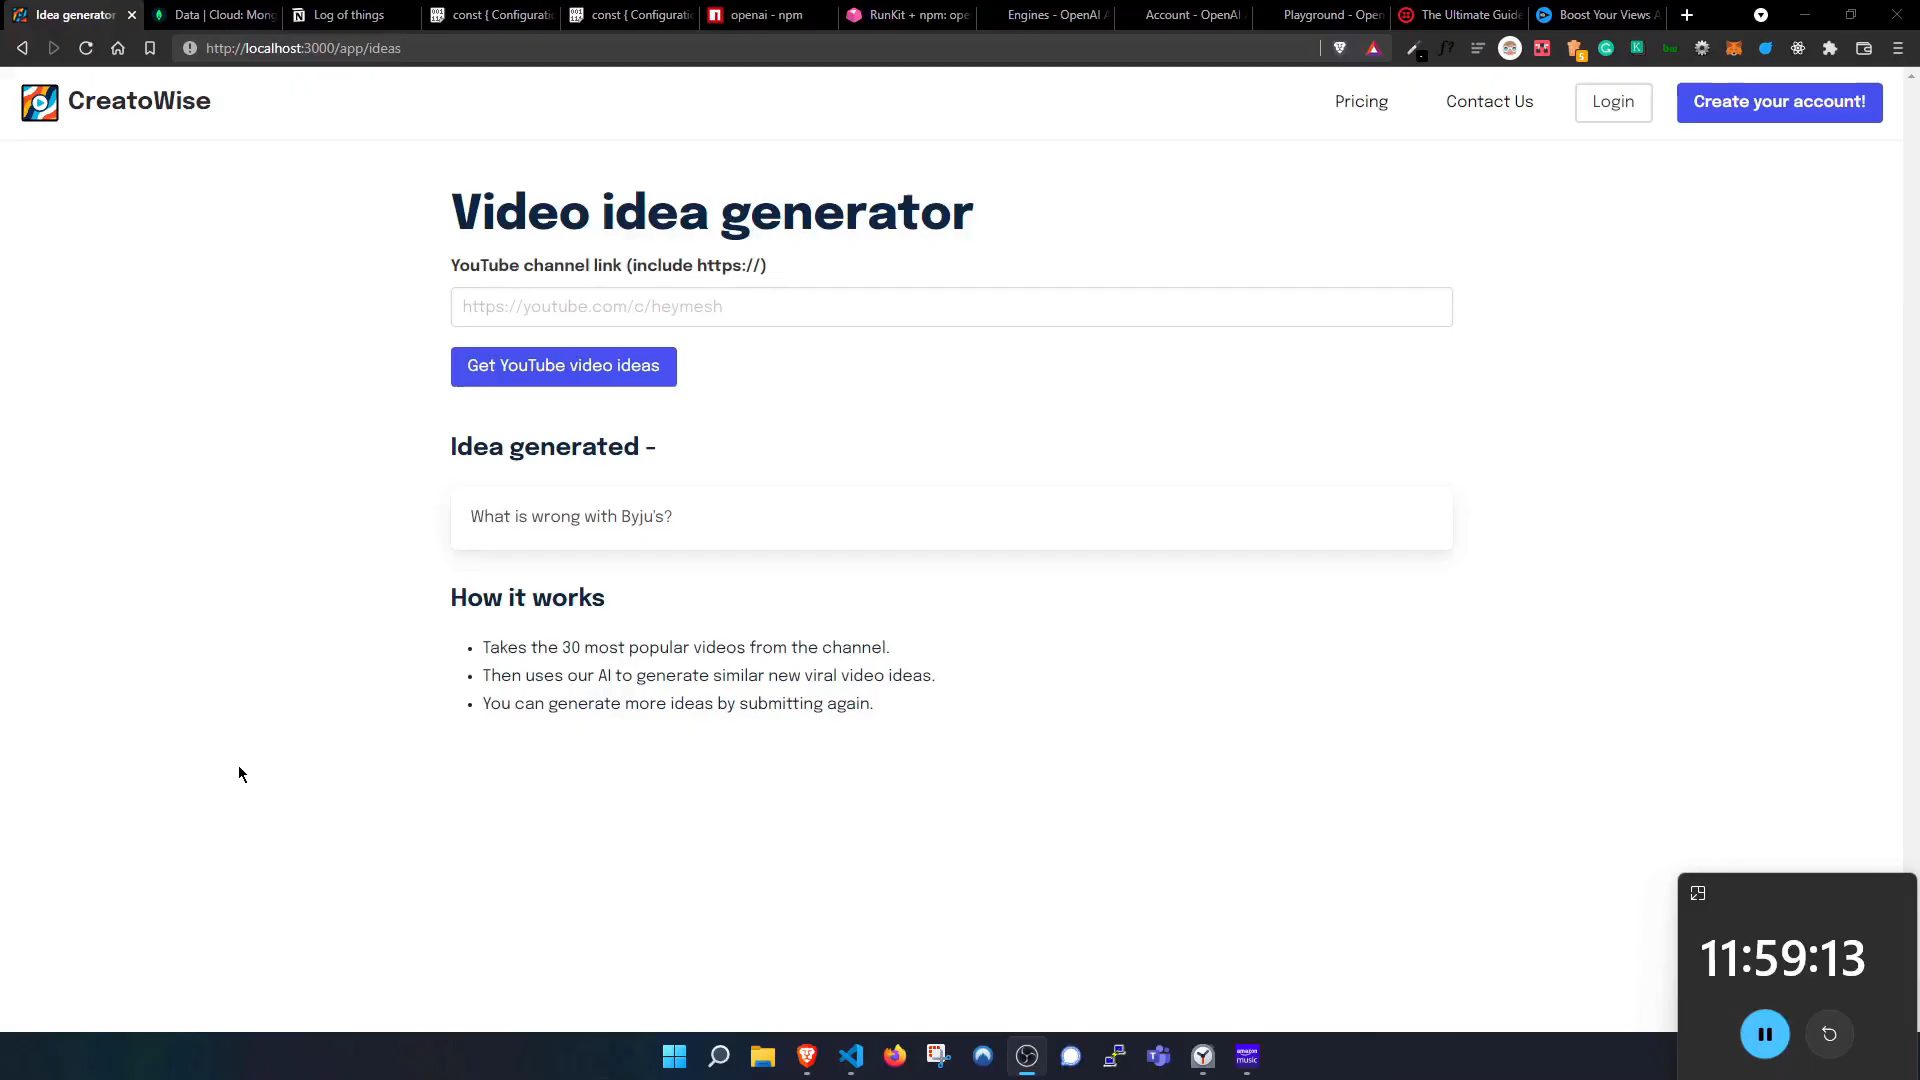 Idea generator
Data | Cloud: Mong
Log of things
const { Configuratio
const { Configuratio
openai - npm
RunKit + npm: ope
Engines - OpenAI A
Account - OpenAI
Playground - Open
The Ultimate Guide
Boost Your Views A
http://localhost:3000/app/ideas
CreatoWise
Pricing
Contact Us
Login
Create your account!
Video idea generator
YouTube channel link (include https://)
https://youtube.com/c/heymesh
Get YouTube video ideas
Idea generated -
What is wrong with Byju's?
How it works
• Takes the 30 most popular videos from the channel.
• Then uses our AI to generate similar new viral video ideas.
• You can generate more ideas by submitting again.
11:59:13
amazon
music